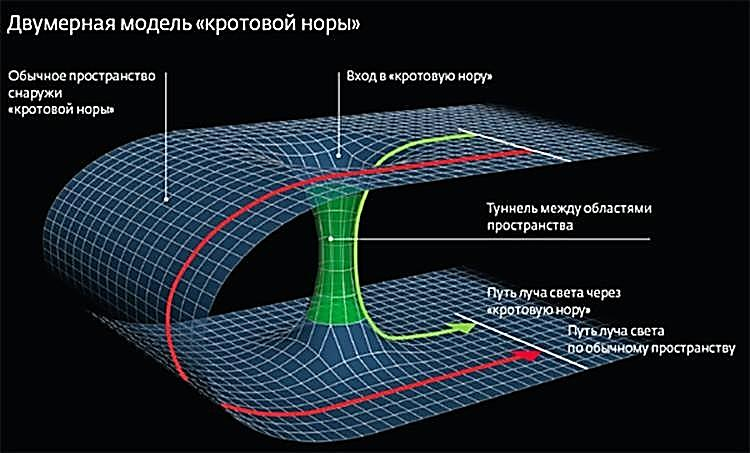 Двумерная модель «кротовой норы»
Обычное пространство
снаружи
«кротовой норы»
Вход в «кротовую нору»
Туннель между областями
пространства
Путь луча света через
«кротовую нору»
Путь луча света
по обычному пространству